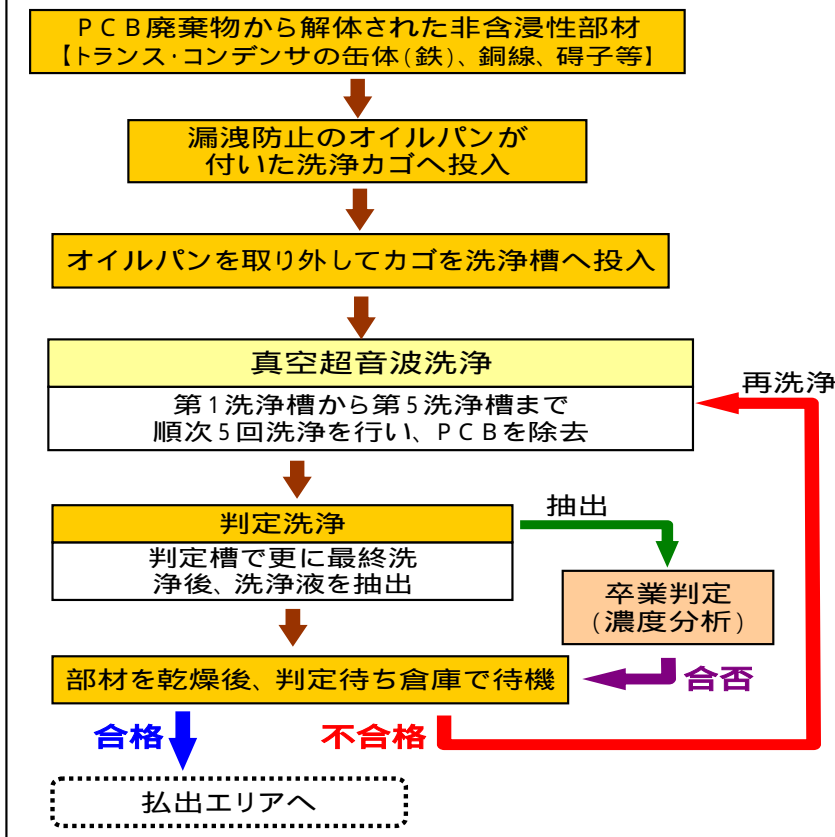 PCB廃棄物から解体された非含浸性部材
【トランス・コンデンサの缶体(鉄)、銅線、碍子等】
漏洩防止のオイルパンが
付いた洗浄カゴへ投入
オイルパンを取り外してカゴを洗浄槽へ投入
真空超音波洗浄
第1洗浄槽から第5洗浄槽まで
順次5回洗浄を行い、PCBを除去
再洗浄
判定洗浄
判定槽で更に最終洗
浄後、洗浄液を抽出
抽出
卒業判定
(濃度分析)
合否
部材を乾燥後、判定待ち倉庫で待機
合格
不合格
払出エリアへ